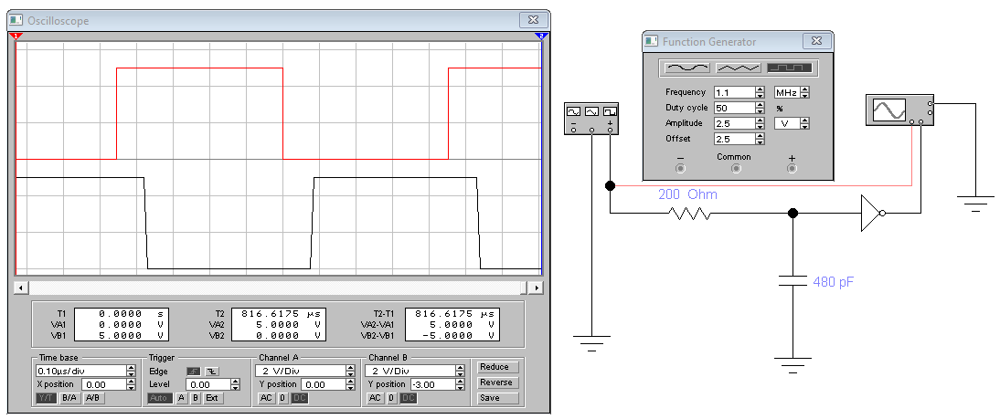 Oscilloscope
1
2
T1 0.0000 s
VA1 0.0000 V
VB1 5.0000 V
T2 816.6175 µs
VA2 5.0000 V
VB2 0.0000 V
T2-T1 816.6175 µs
VA2-VA1 5.0000 V
VB2-VB1 -5.0000 V
Time base
0.10µs/div
X position 0.00
Y/T B/A A/B
Trigger
Edge
Level 0.00
Auto A B Ext
Channel A
2 V/Div
Y position 0.00
AC 0 DC
Channel B
2 V/Div
Y position -3.00
AC 0 DC
Reduce
Reverse
Save
Function Generator
Frequency 1.1 MHz
Duty cycle 50 %
Amplitude 2.5 V
Offset 2.5
− Common +
− +
200 Ohm
480 pF